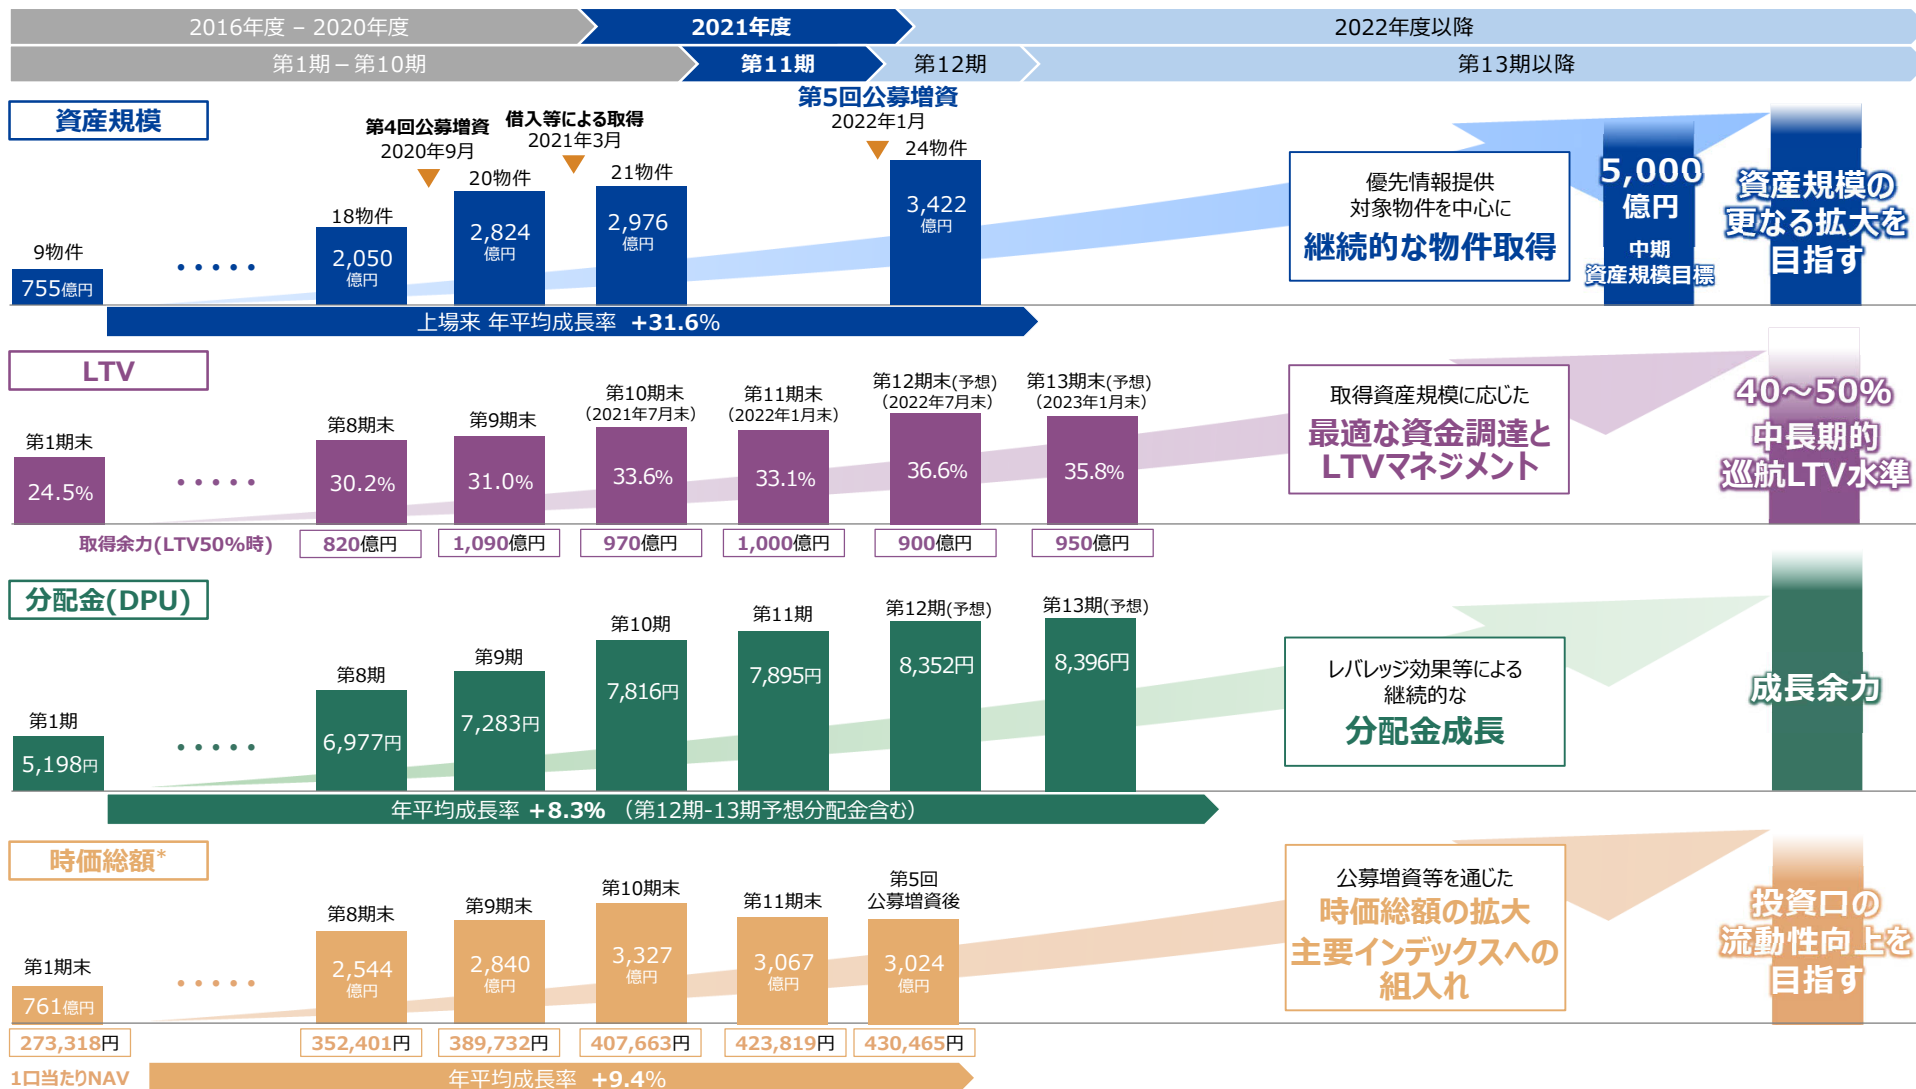 2016年度 – 2020年度
2021年度
2022年度以降
第1期 – 第10期
第11期
第12期
第13期以降
資産規模
第4回公募増資
2020年9月
借入等による取得
2021年3月
第5回公募増資
2022年1月
9物件
18物件
20物件
21物件
24物件
755億円
2,050
億円
2,824
億円
2,976
億円
3,422
億円
優先情報提供
対象物件を中心に
継続的な物件取得
5,000
億円
中期
資産規模目標
資産規模の
更なる拡大を
目指す
上場来 年平均成長率 +31.6%
LTV
第1期末
第8期末
第9期末
第10期末
(2021年7月末)
第11期末
(2022年1月末)
第12期末(予想)
(2022年7月末)
第13期末(予想)
(2023年1月末)
24.5%
30.2%
31.0%
33.6%
33.1%
36.6%
35.8%
取得資産規模に応じた
最適な資金調達と
LTVマネジメント
40～50%
中長期的
巡航LTV水準
取得余力(LTV50%時)
820億円
1,090億円
970億円
1,000億円
900億円
950億円
分配金(DPU)
第1期
第8期
第9期
第10期
第11期
第12期(予想)
第13期(予想)
5,198円
6,977円
7,283円
7,816円
7,895円
8,352円
8,396円
レバレッジ効果等による
継続的な
分配金成長
成長余力
年平均成長率 +8.3% (第12期-13期予想分配金含む)
時価総額*
第1期末
第8期末
第9期末
第10期末
第11期末
第5回
公募増資後
761億円
2,544
億円
2,840
億円
3,327
億円
3,067
億円
3,024
億円
公募増資等を通じた
時価総額の拡大
主要インデックスへの
組入れ
投資口の
流動性向上を
目指す
273,318円
352,401円
389,732円
407,663円
423,819円
430,465円
1口当たりNAV
年平均成長率 +9.4%